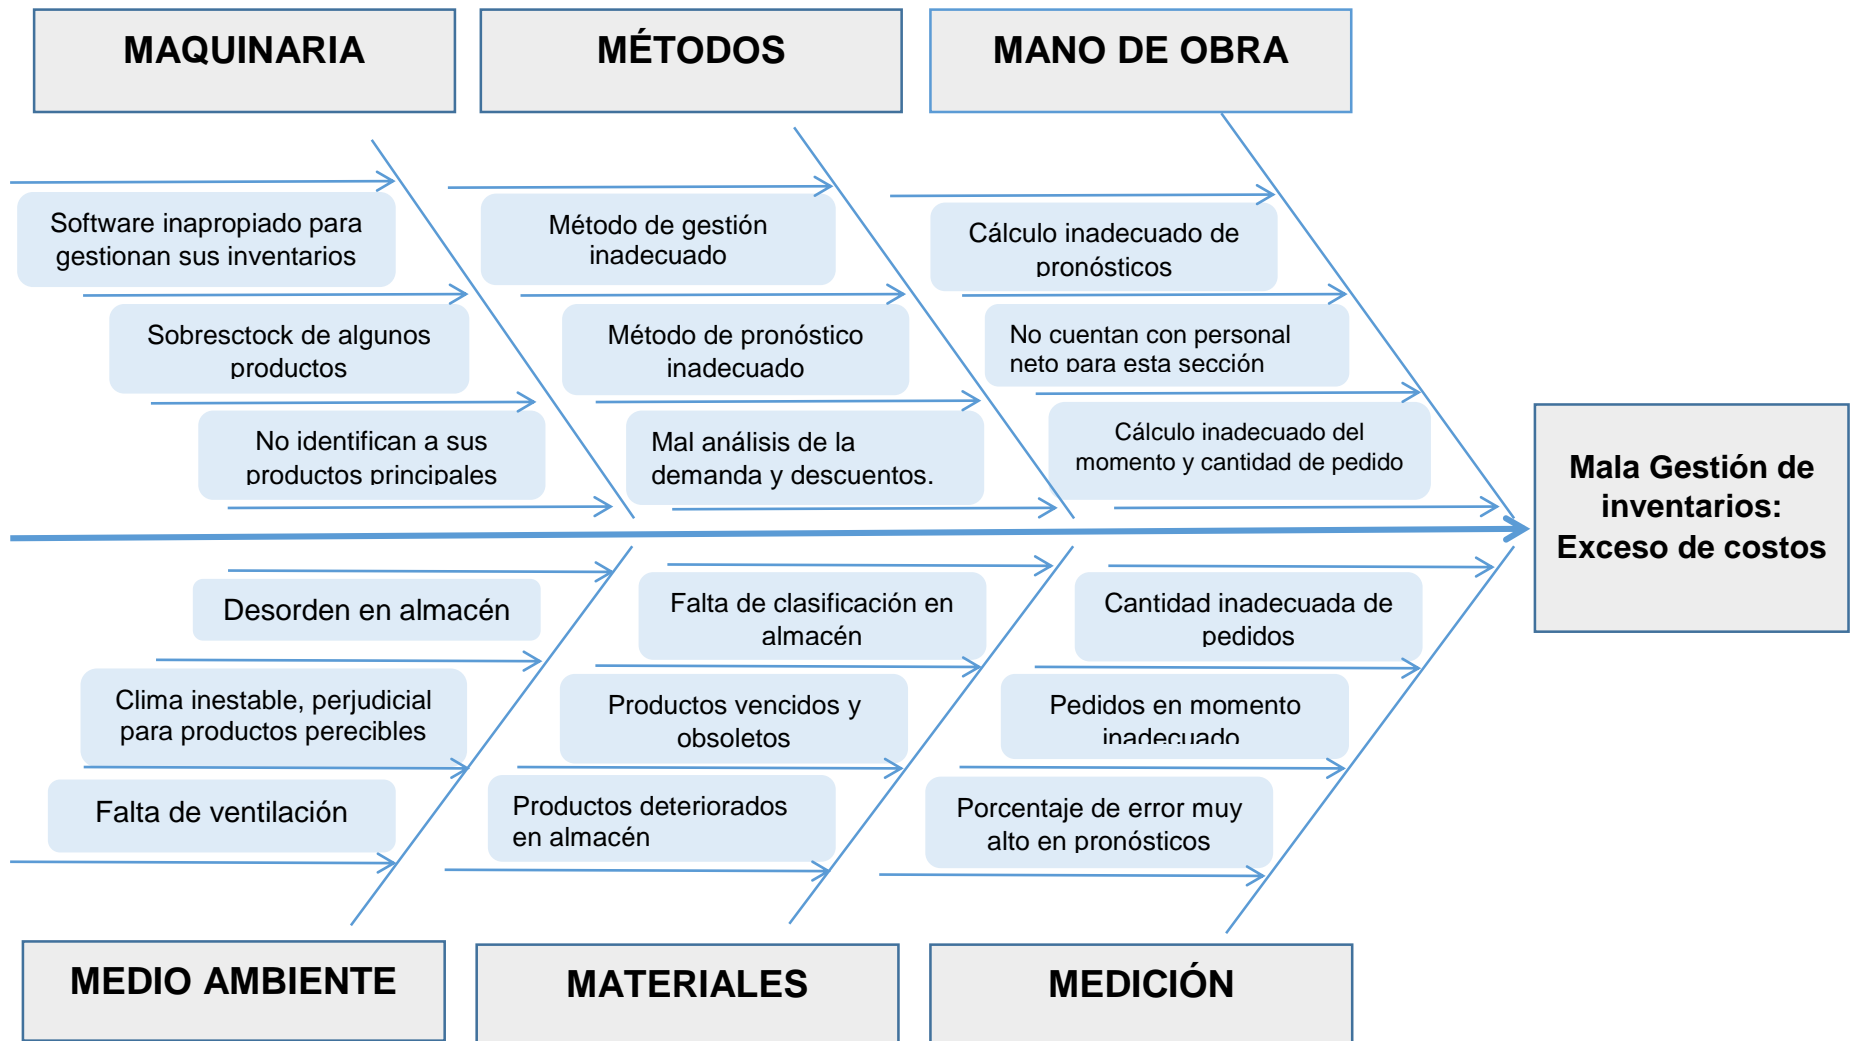 MAQUINARIA
MÉTODOS
MANO DE OBRA
Software inapropiado para
gestionan sus inventarios
Sobresctock de algunos
productos
No identifican a sus
productos principales
Método de gestión
inadecuado
Método de pronóstico
inadecuado
Mal análisis de la
demanda y descuentos.
Cálculo inadecuado de
pronósticos
No cuentan con personal
neto para esta sección
Cálculo inadecuado del
momento y cantidad de pedido
Mala Gestión de
inventarios:
Exceso de costos
Desorden en almacén
Clima inestable, perjudicial
para productos perecibles
Falta de ventilación
Falta de clasificación en
almacén
Productos vencidos y
obsoletos
Productos deteriorados
en almacén
Cantidad inadecuada de
pedidos
Pedidos en momento
inadecuado
Porcentaje de error muy
alto en pronósticos
MEDIO AMBIENTE
MATERIALES
MEDICIÓN